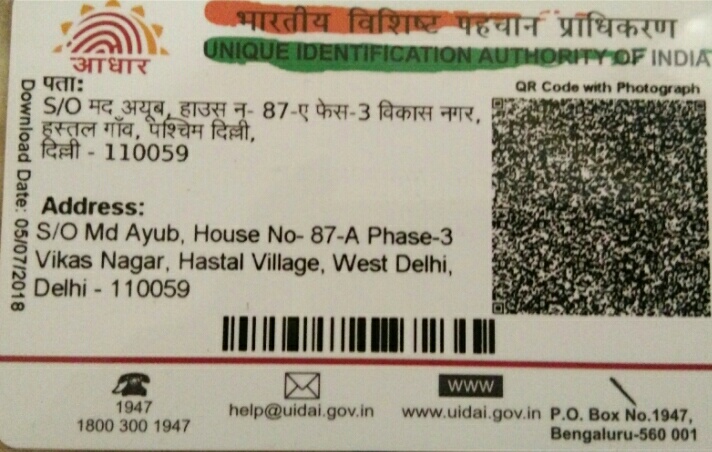 भारतीय विशिष्ट पहचान प्राधिकरण
UNIQUE IDENTIFICATION AUTHORITY OF INDIA
आधार
QR Code with Photograph
Download Date: 05/07/2018
पता:
S/O मद अयूब, हाउस न- 87-ए फेस-3 विकास नगर,
हस्तल गाँव, पश्चिम दिल्ली,
दिल्ली - 110059
Address:
S/O Md Ayub, House No- 87-A Phase-3
Vikas Nagar, Hastal Village, West Delhi,
Delhi - 110059
1947
1800 300 1947
help@uidai.gov.in
WWW
www.uidai.gov.in
P.O. Box No.1947,
Bengaluru-560 001